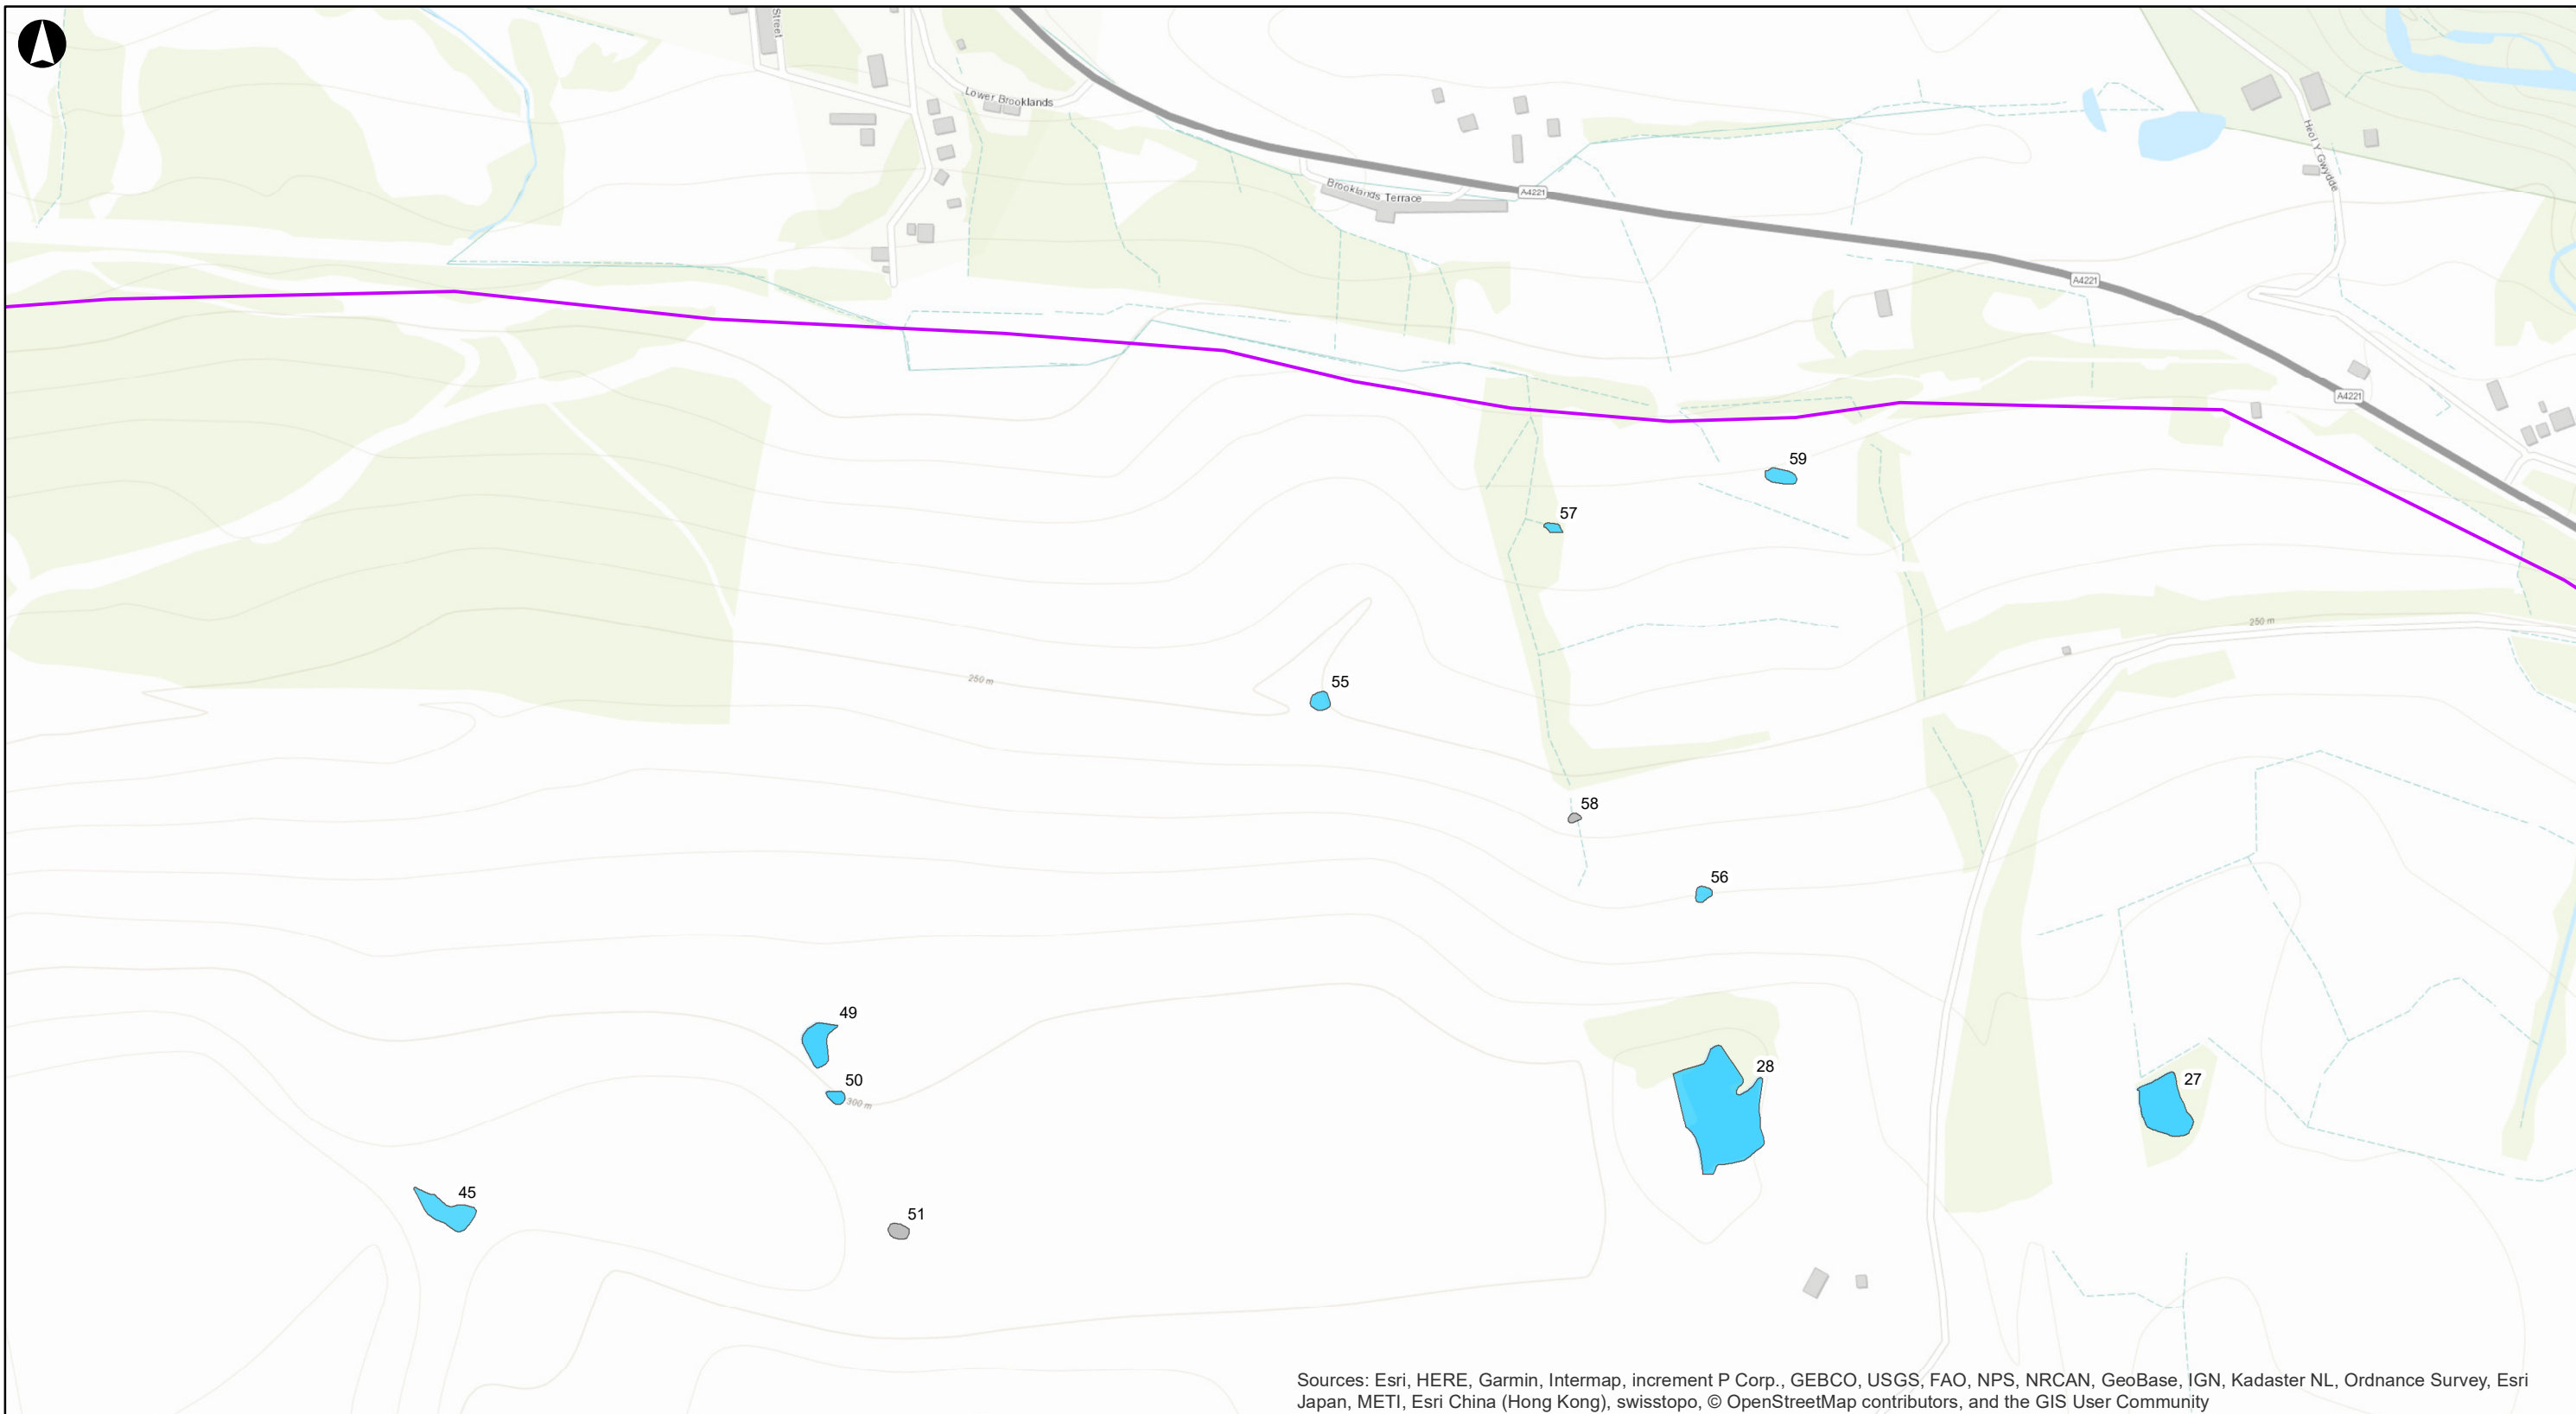 Street
Lower Brooklands
Heol Y Gwydde
Brooklands Terrace
A4221
A4221
A4221
59
57
250 m
55
250 m
58
56
49
28
50
27
300 m
45
51
Sources: Esri, HERE, Garmin, Intermap, increment P Corp., GEBCO, USGS, FAO, NPS, NRCAN, GeoBase, IGN, Kadaster NL, Ordnance Survey, Esri
Japan, METI, Esri China (Hong Kong), swisstopo, © OpenStreetMap contributors, and the GIS User Community